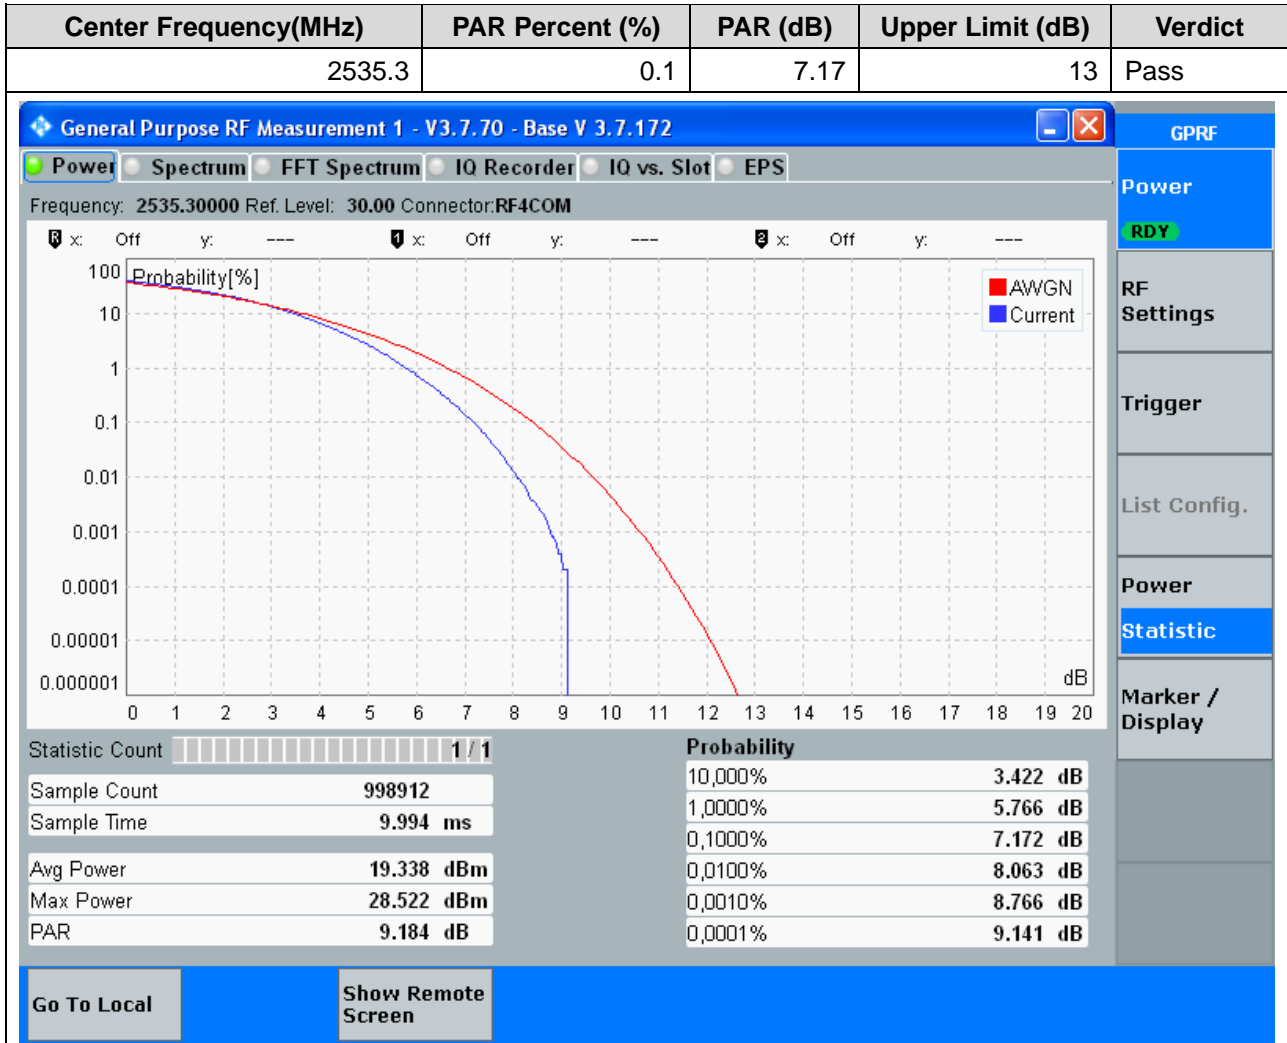 Center Frequency(MHz) PAR Percent (%) PAR (dB) Upper Limit (dB) Verdict
2535.3 0.1 7.17 13 Pass
General Purpose RF Measurement 1 - V3.7.70 - Base V 3.7.172
GPRF
Power Spectrum FFT Spectrum IQ Recorder IQ vs. Slot EPS
Power
RDY
Frequency: 2535.30000 Ref. Level: 30.00 Connector:RF4COM
R x: Off y: --- 1 x: Off y: --- 2 x: Off y: ---
Probability[%]
AWGN
Current
100
10
1
0.1
0.01
0.001
0.0001
0.00001
0.000001
dB
0 1 2 3 4 5 6 7 8 9 10 11 12 13 14 15 16 17 18 19 20
RF
Settings
Trigger
List Config.
Power
Statistic
Marker /
Display
Statistic Count 1 / 1
Sample Count 998912
Sample Time 9.994 ms
Avg Power 19.338 dBm
Max Power 28.522 dBm
PAR 9.184 dB
Probability
10,000% 3.422 dB
1,0000% 5.766 dB
0,1000% 7.172 dB
0,0100% 8.063 dB
0,0010% 8.766 dB
0,0001% 9.141 dB
Go To Local
Show Remote
Screen